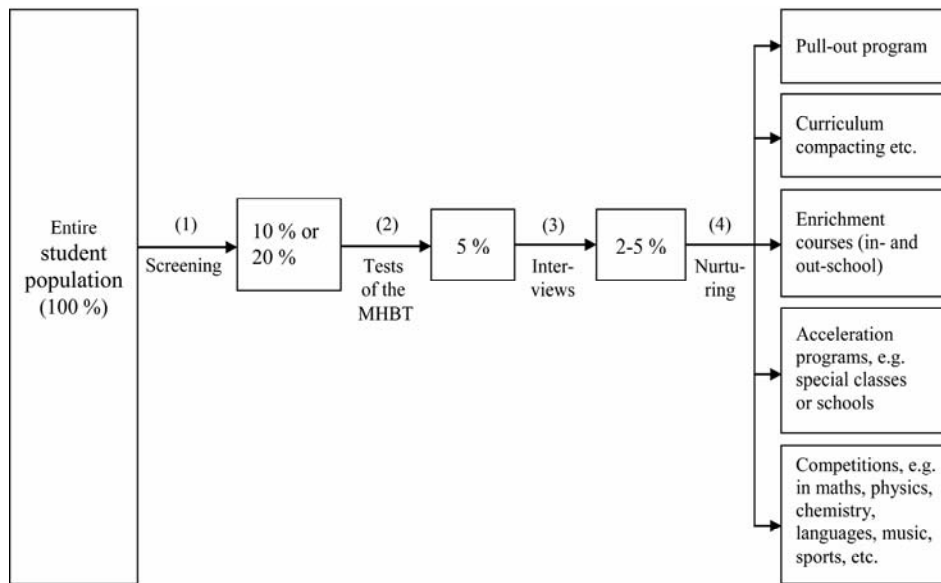 Entire
student
population
(100 %)
(1)
Screening
10 % or
20 %
(2)
Tests
of the
MHBT
5 %
(3)
Inter-
views
2-5 %
(4)
Nurtu-
ring
Pull-out program
Curriculum
compacting etc.
Enrichment
courses (in- and
out-school)
Acceleration
programs, e.g.
special classes
or schools
Competitions, e.g.
in maths, physics,
chemistry,
languages, music,
sports, etc.